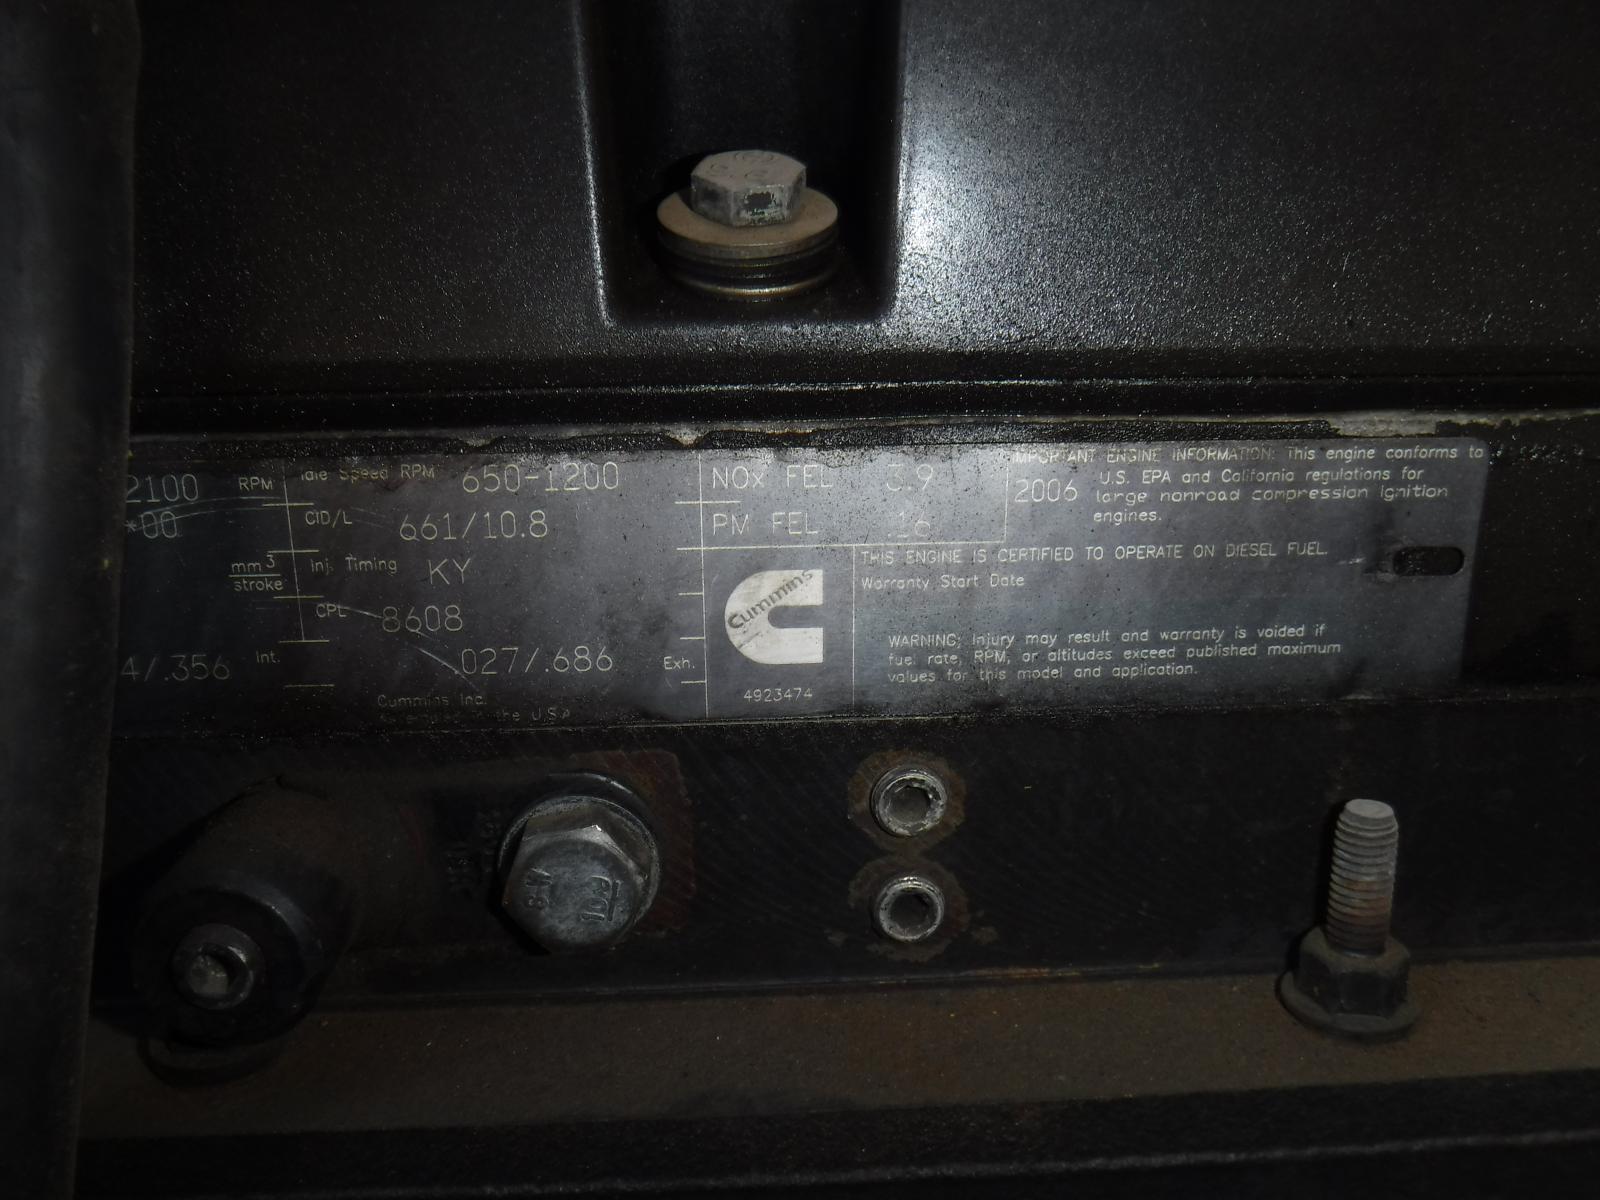 2100 RPM
*00
mm3
stroke
4/.356 Int.
Idle Speed RPM 650-1200
CID/L 661/10.8
Inj. Timing KY
CPL 8608
.027/.686 Exh.
Cummins Inc.
the U.S.A
NOx FEL 3.9
PM FEL .16
Cummins
4923474
IMPORTANT ENGINE INFORMATION: This engine conforms to
2006 U.S. EPA and California regulations for
large nonroad compression ignition
engines.
THIS ENGINE IS CERTIFIED TO OPERATE ON DIESEL FUEL.
Warranty Start Date
WARNING: Injury may result and warranty is voided if
fuel rate, RPM, or altitudes exceed published maximum
values for this model and application.